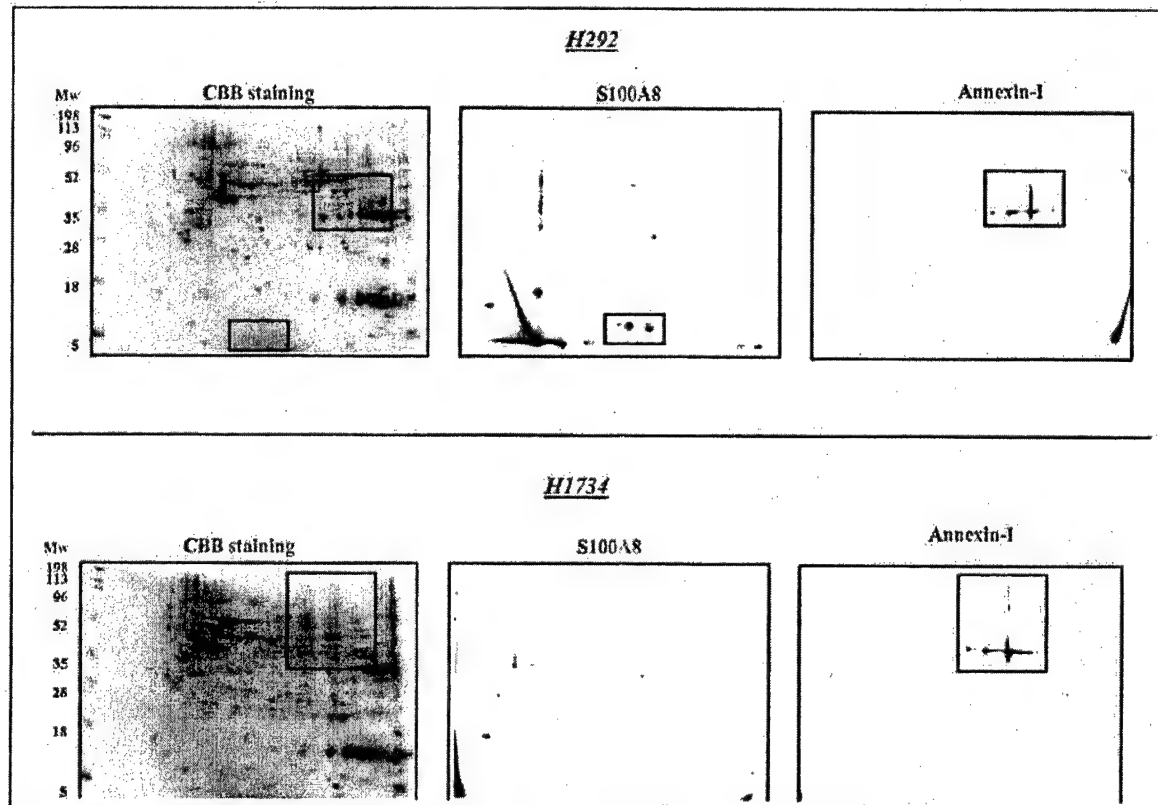 H292
CBB staining
S100A8
Annexin-I
Mw
198
113
96
52
35
28
18
5
H1734
CBB staining
S100A8
Annexin-I
Mw
198
113
96
52
35
28
18
5